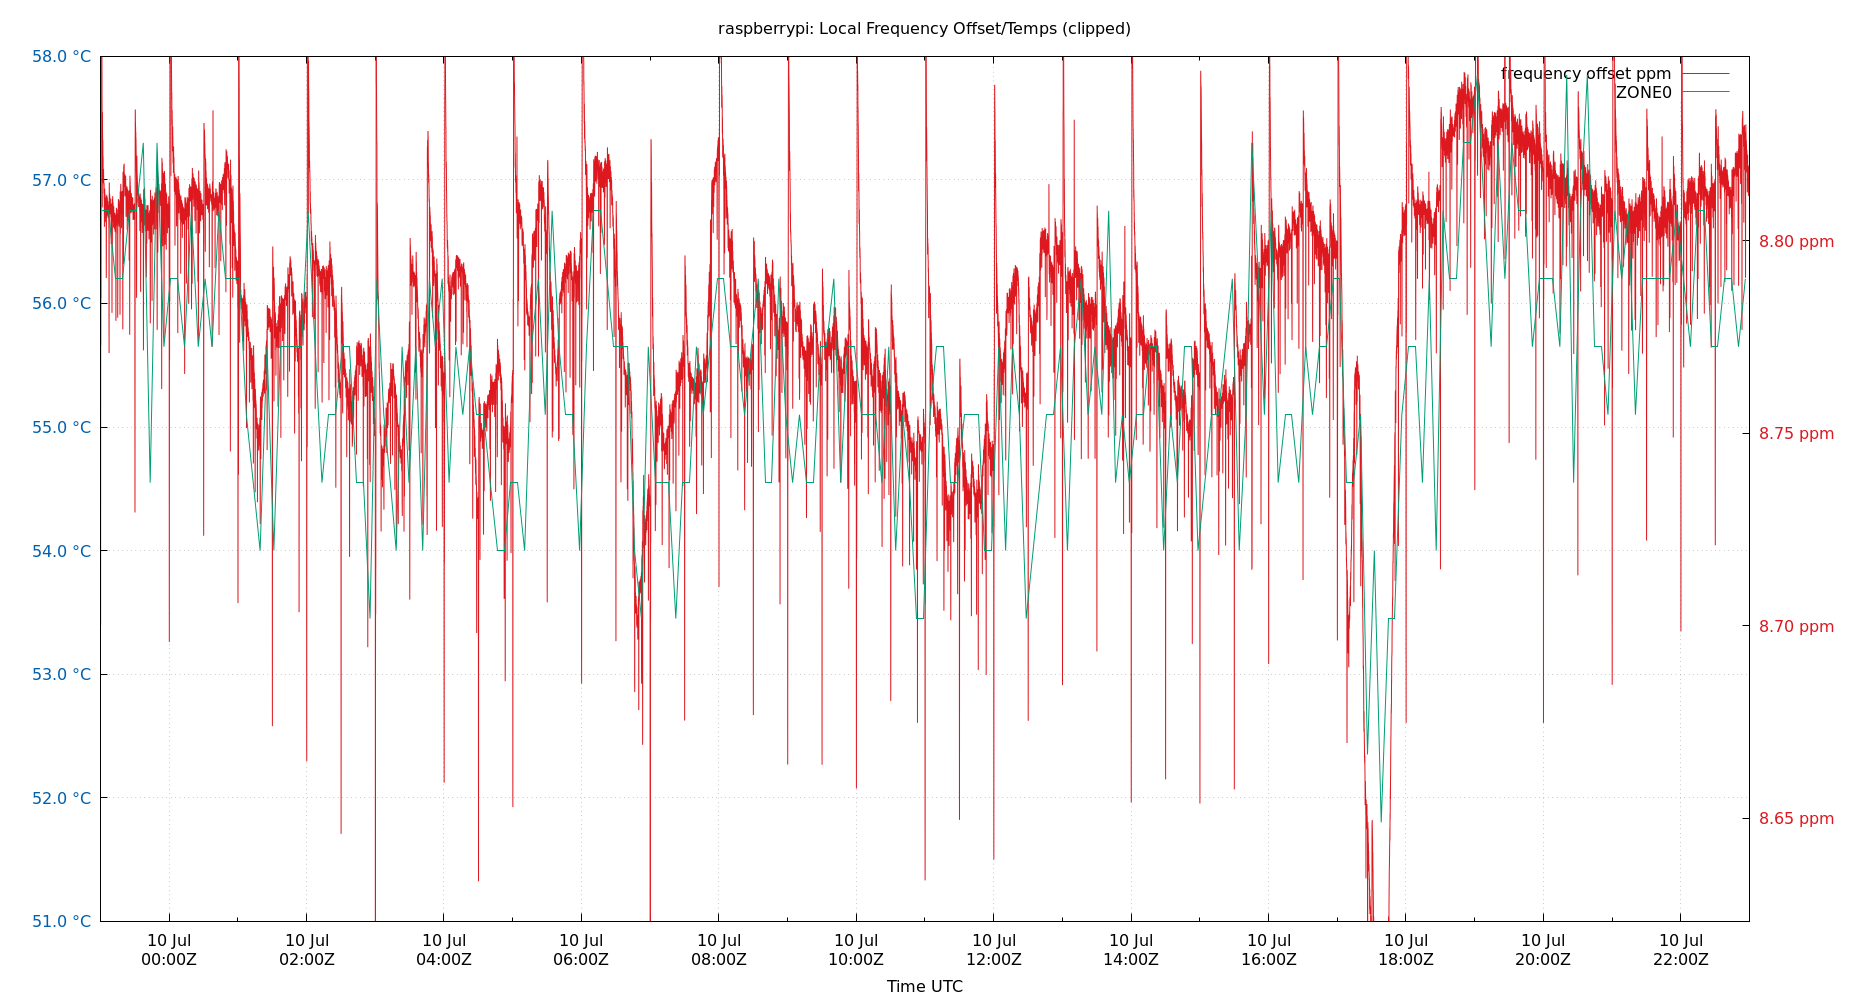 raspberrypi: Local Frequency Offset/Temps (clipped)
58.0 °C
57.0 °C
56.0 °C
55.0 °C
54.0 °C
53.0 °C
52.0 °C
51.0 °C
frequency offset ppm
ZONE0
8.80 ppm
8.75 ppm
8.70 ppm
8.65 ppm
10 Jul
00:00Z
10 Jul
02:00Z
10 Jul
04:00Z
10 Jul
06:00Z
10 Jul
08:00Z
10 Jul
10:00Z
10 Jul
12:00Z
10 Jul
14:00Z
10 Jul
16:00Z
10 Jul
18:00Z
10 Jul
20:00Z
10 Jul
22:00Z
Time UTC